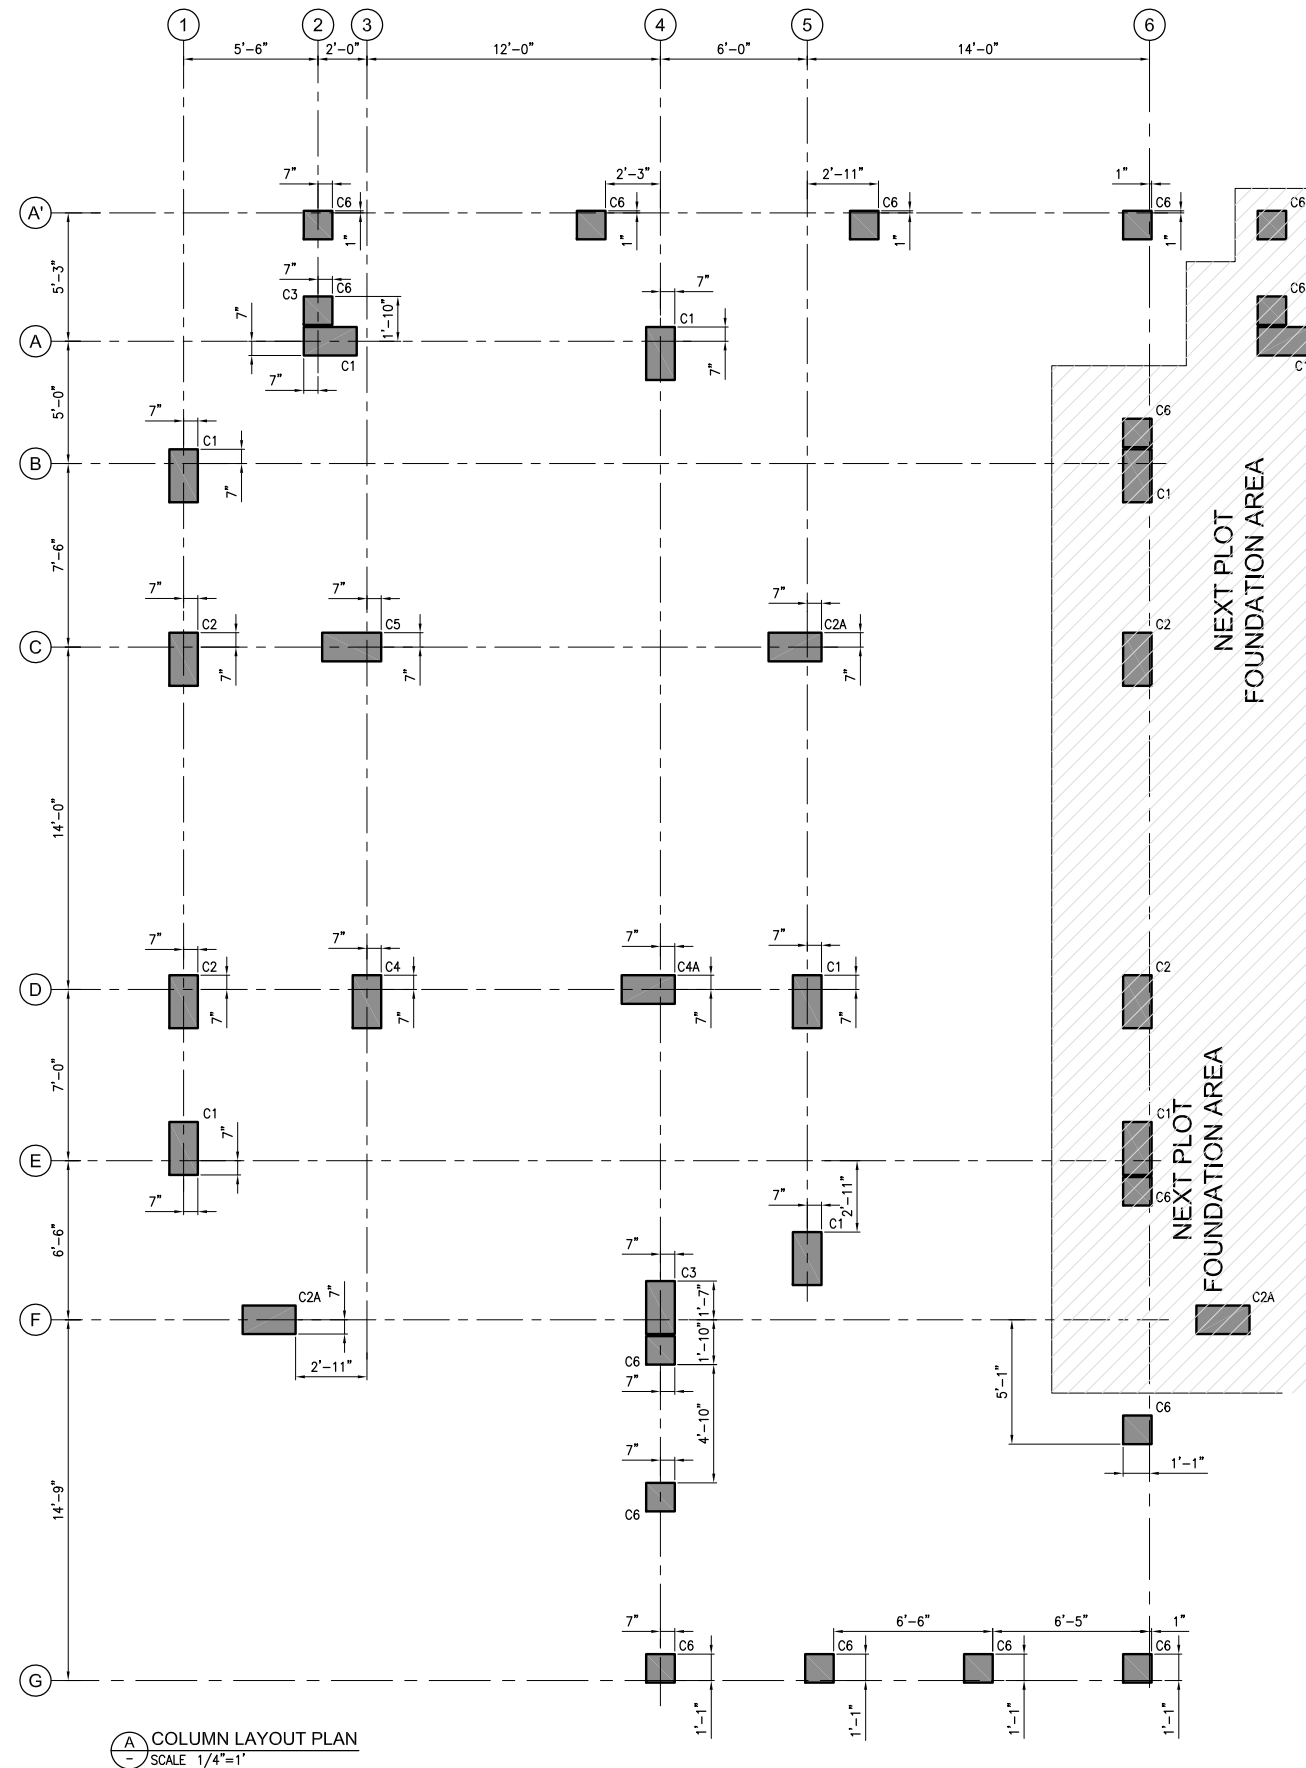 1 2 3 4 5 6
5'-6" 2'-0" 12'-0" 6'-0" 14'-0"
7" 2'-3" 2'-11" 1"
A' C6 C6 C6 C6 C6
1" 1" 1" 1"
5'-3"
7" 7"
C3 C6 1'-10" C6
7" C1
A 7"
C1 C1
7"
5'-0"
7" C6
C1
B
7" C1
NEXT PLOT
FOUNDATION AREA
7'-6"
7" 7" 7"
C2 C5 C2A C2
C
7" 7" 7"
14'-0"
7" 7" 7" 7"
C2 C4 C4A C1 C2
D
7" 7" 7" 7"
7'-0"
NEXT PLOT
FOUNDATION AREA
C1 7" C1
E
7" 7" 2'-11" C6
C1
6'-6"
7"
C3
C2A 7" 1'-7" C2A
F
1'-10"
2'-11" C6
7" 5'-1"
4'-10" C6
7" 1'-1"
14'-9"
C6
7" 6'-6" 6'-5" 1"
C6 C6 C6 C6
G
1'-1" 1'-1" 1'-1" 1'-1"
A COLUMN LAYOUT PLAN
- SCALE 1/4"=1'